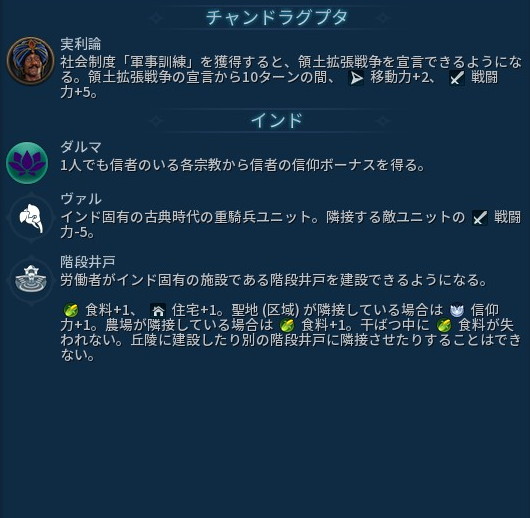 チャンドラグプタ
実利論
社会制度「軍事訓練」を獲得すると、領土拡張戦争を宣言できるようにな
る。領土拡張戦争の宣言から10ターンの間、 移動力+2、 戦闘
力+5。
インド
ダルマ
1人でも信者のいる各宗教から信者の信仰ボーナスを得る。
ヴァル
インド固有の古典時代の重騎兵ユニット。隣接する敵ユニットの 戦闘
力-5。
階段井戸
労働者がインド固有の施設である階段井戸を建設できるようになる。
食料+1、 住宅+1。聖地 (区域) が隣接している場合は 信仰
力+1。農場が隣接している場合は 食料+1。干ばつ中に 食料が失
われない。丘陵に建設したり別の階段井戸に隣接させたりすることはでき
ない。